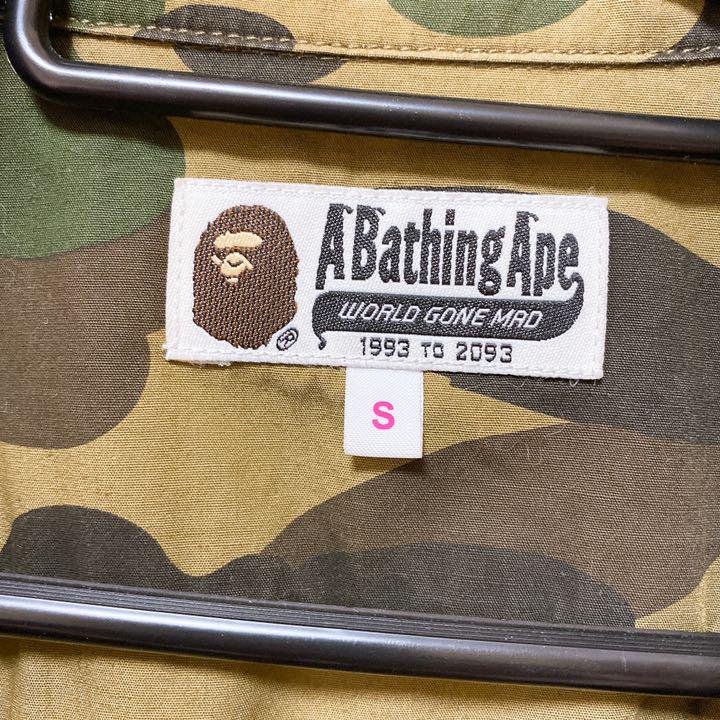 A Bathing Ape
WORLD GONE MAD
1993 TO 2093
®
S